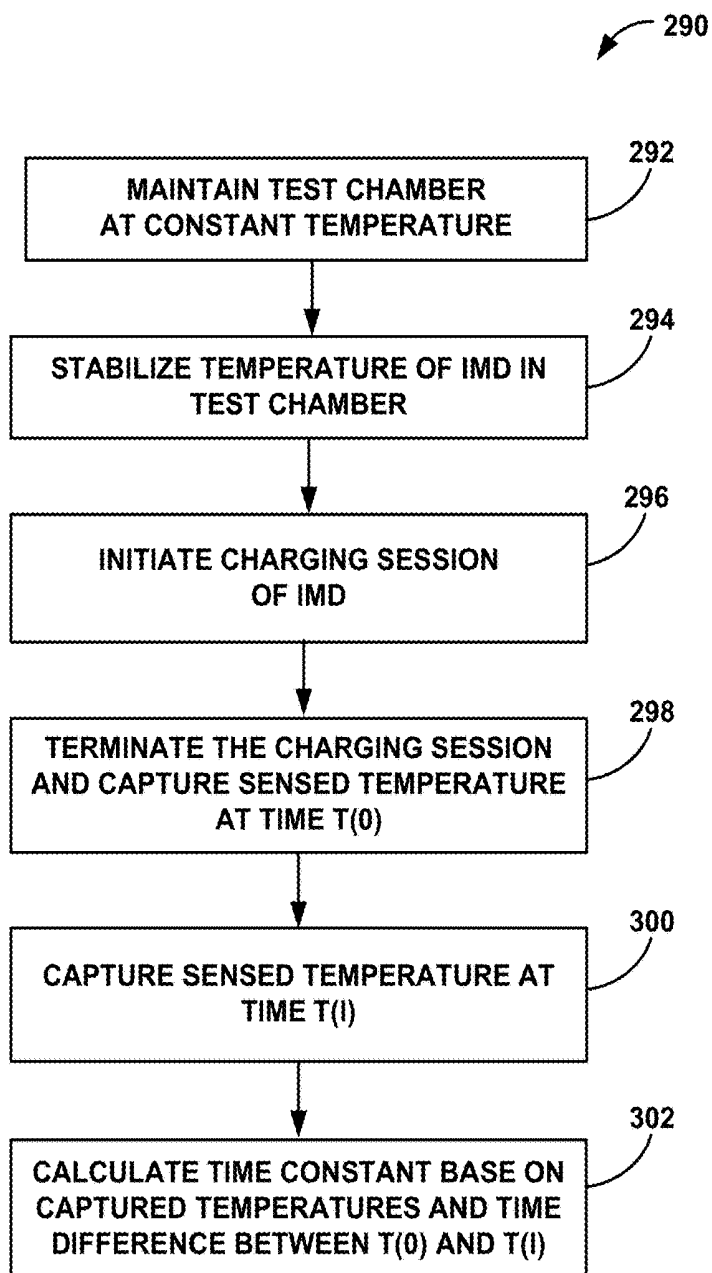 290
292
MAINTAIN TEST CHAMBER
AT CONSTANT TEMPERATURE
294
STABILIZE TEMPERATURE OF IMD IN
TEST CHAMBER
296
INITIATE CHARGING SESSION
OF IMD
298
TERMINATE THE CHARGING SESSION
AND CAPTURE SENSED TEMPERATURE
AT TIME T(0)
300
CAPTURE SENSED TEMPERATURE AT
TIME T(I)
302
CALCULATE TIME CONSTANT BASE ON
CAPTURED TEMPERATURES AND TIME
DIFFERENCE BETWEEN T(0) AND T(I)